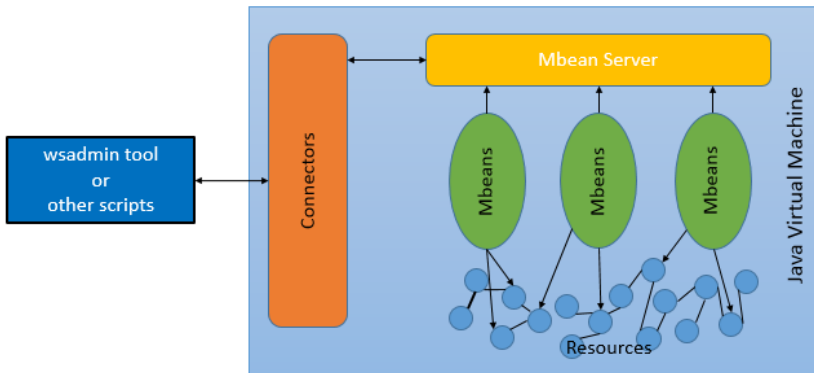 wsadmin tool
or
other scripts
Connectors
Mbean Server
Mbeans
Mbeans
Mbeans
Resources
Java Virtual Machine